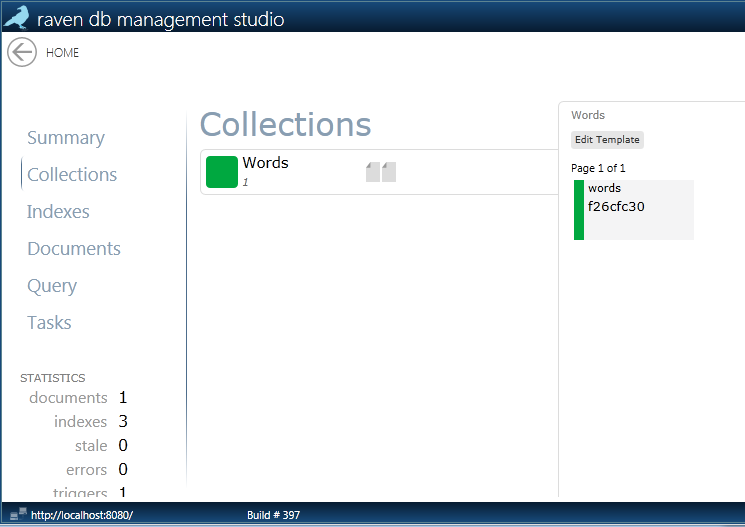 raven db management studio
HOME
Summary
Collections
Indexes
Documents
Query
Tasks
STATISTICS
documents 1
indexes 3
stale 0
errors 0
triggers 1
Collections
Words
1
Words
Edit Template
Page 1 of 1
words
f26cfc30
http://localhost:8080/
Build # 397